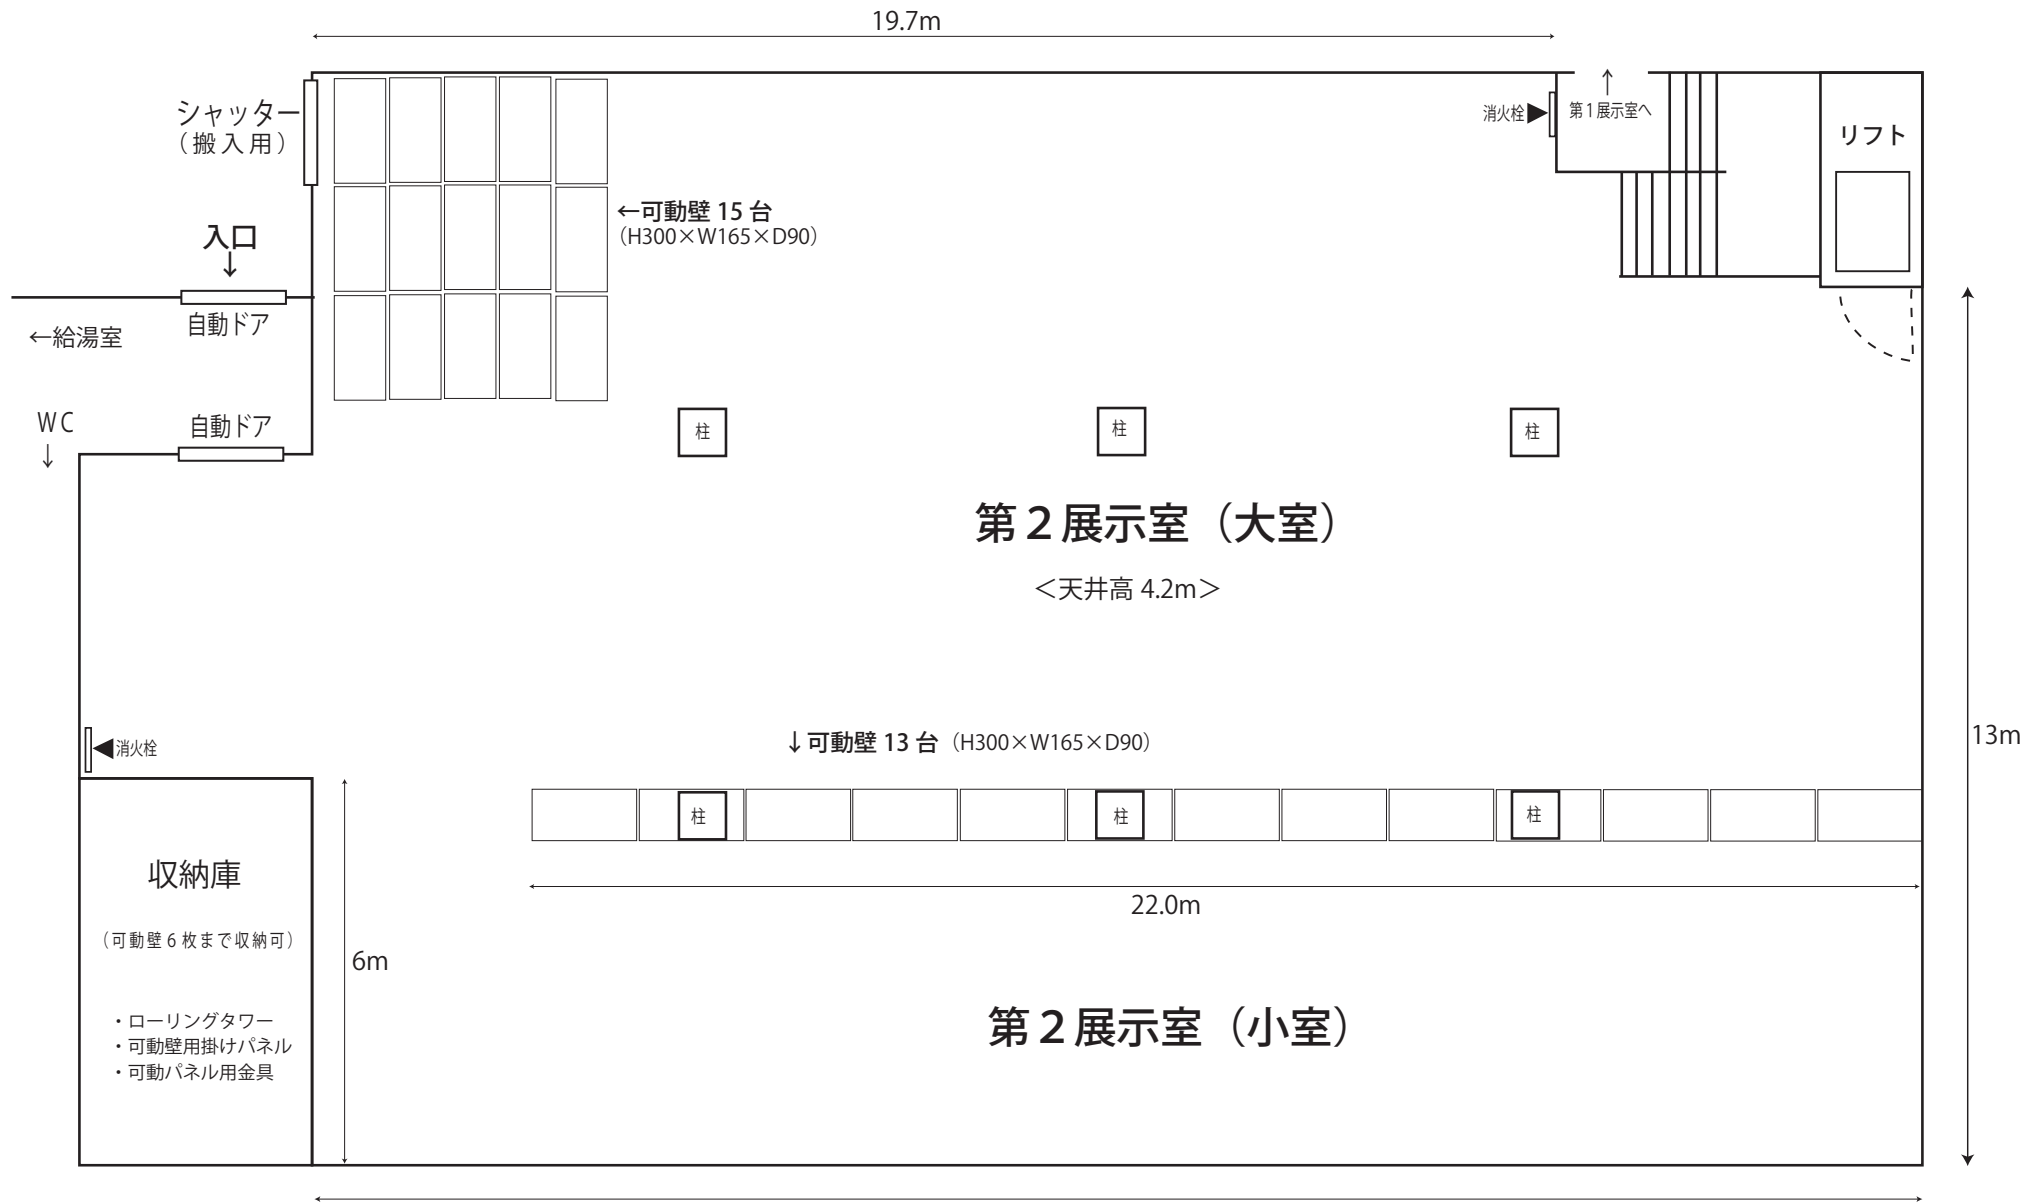 19.7m
シャッター
（搬入用）
消火栓
↑
第１展示室へ
リフト
←可動壁 15 台
（H300×W165×D90）
入口
↓
自動ドア
←給湯室
WC
↓
自動ドア
柱
柱
柱
第２展示室（大室）
＜天井高 4.2m＞
消火栓
↓可動壁 13 台（H300×W165×D90）
13m
柱
柱
柱
収納庫
（可動壁６枚まで収納可）
22.0m
6m
・ローリングタワー
・可動壁用掛けパネル
・可動パネル用金具
第２展示室（小室）